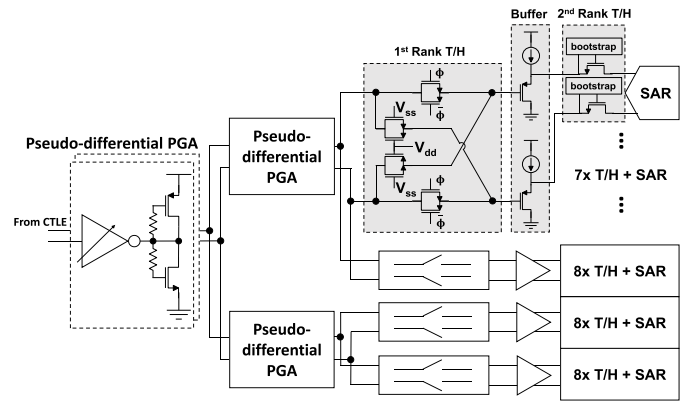 Buffer
2nd Rank T/H
1st Rank T/H
bootstrap
bootstrap
SAR
ϕ
ϕ̅
Vss
Vdd
Vss
ϕ
ϕ̅
7x T/H + SAR
Pseudo-differential PGA
From CTLE
Pseudo-
differential
PGA
8x T/H + SAR
8x T/H + SAR
8x T/H + SAR
Pseudo-
differential
PGA